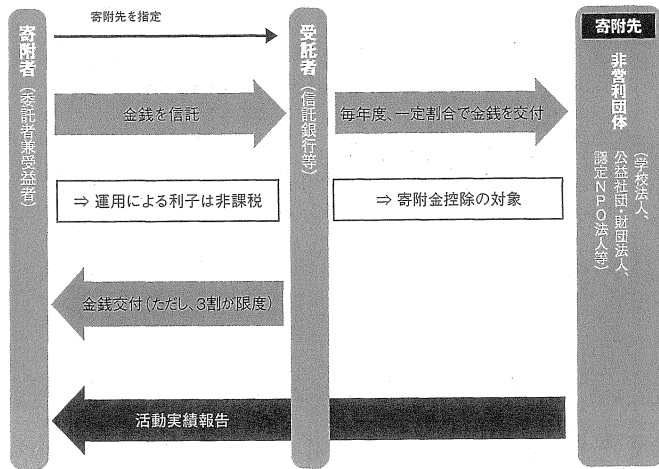 寄附先を指定
寄附者
(委託者兼受益者)
受託者
(信託銀行等)
寄附先
非営利団体
(学校法人、
公益社団・財団法人、
認定NPO法人等)
金銭を信託
毎年度、一定割合で金銭を交付
⇒ 運用による利子は非課税
⇒ 寄附金控除の対象
金銭交付(ただし、3割が限度)
活動実績報告